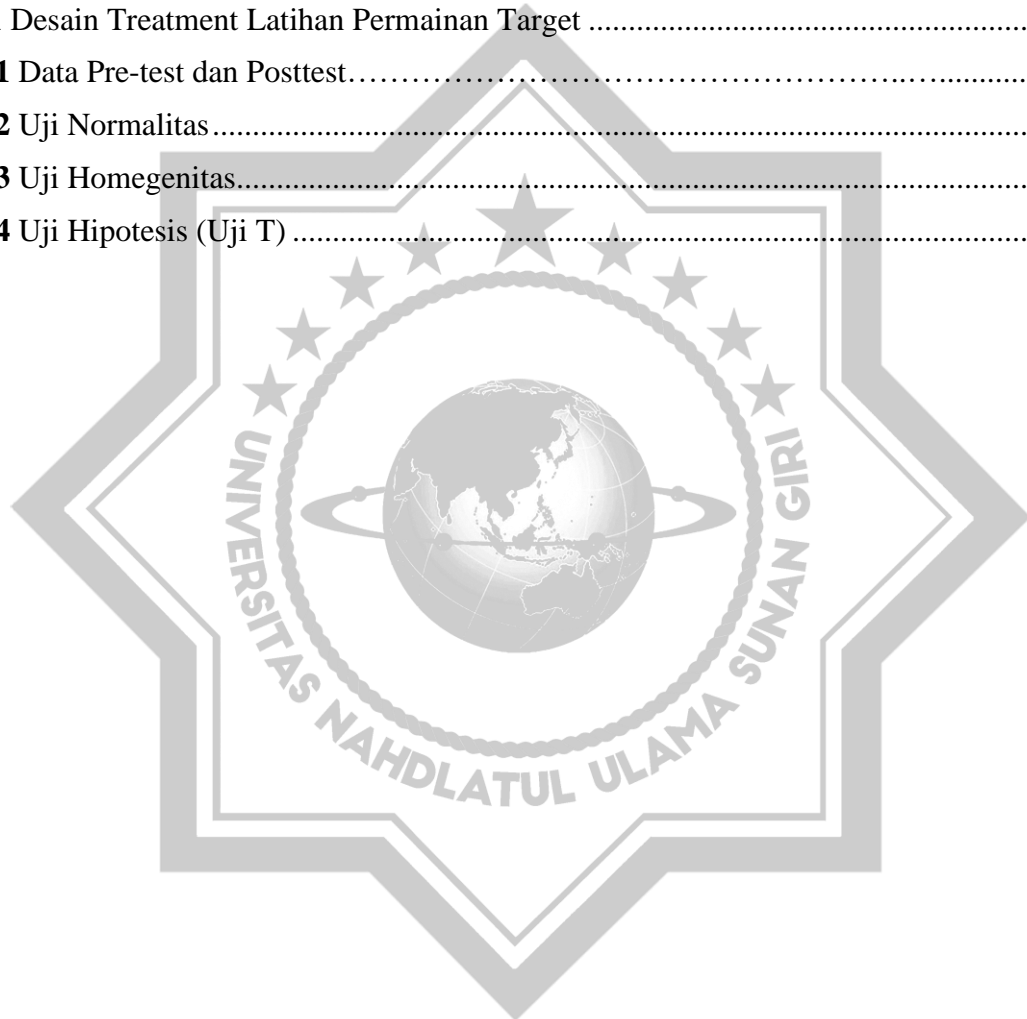 Desain Treatment Latihan Permainan Target ....................................................
1 Data Pre-test dan Posttest……………………………………………..…...........
2 Uji Normalitas....................................................................................................
3 Uji Homegenitas.................................................................................................
4 Uji Hipotesis (Uji T) ..........................................................................................
UNIVERSITAS NAHDLATUL ULAMA SUNAN GIRI